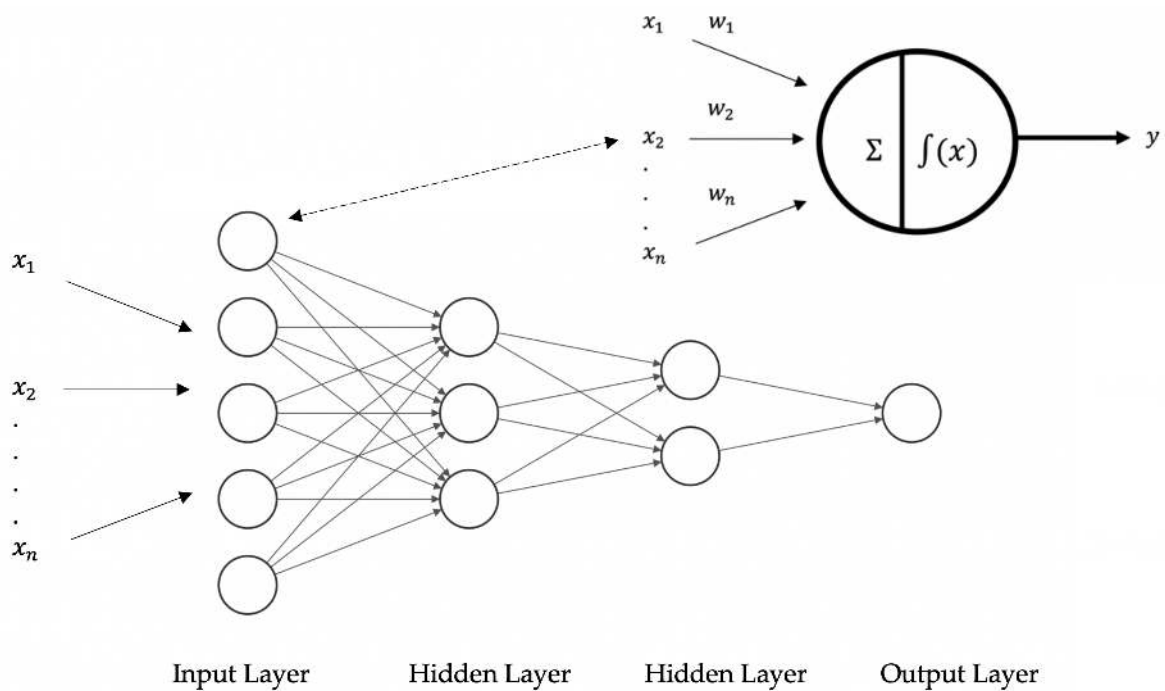 x₁ w₁
w₂
x₂ Σ ∫(x) y
.
. wₙ
.
xₙ
x₁
x₂
.
.
.
.
xₙ
Input Layer Hidden Layer Hidden Layer Output Layer